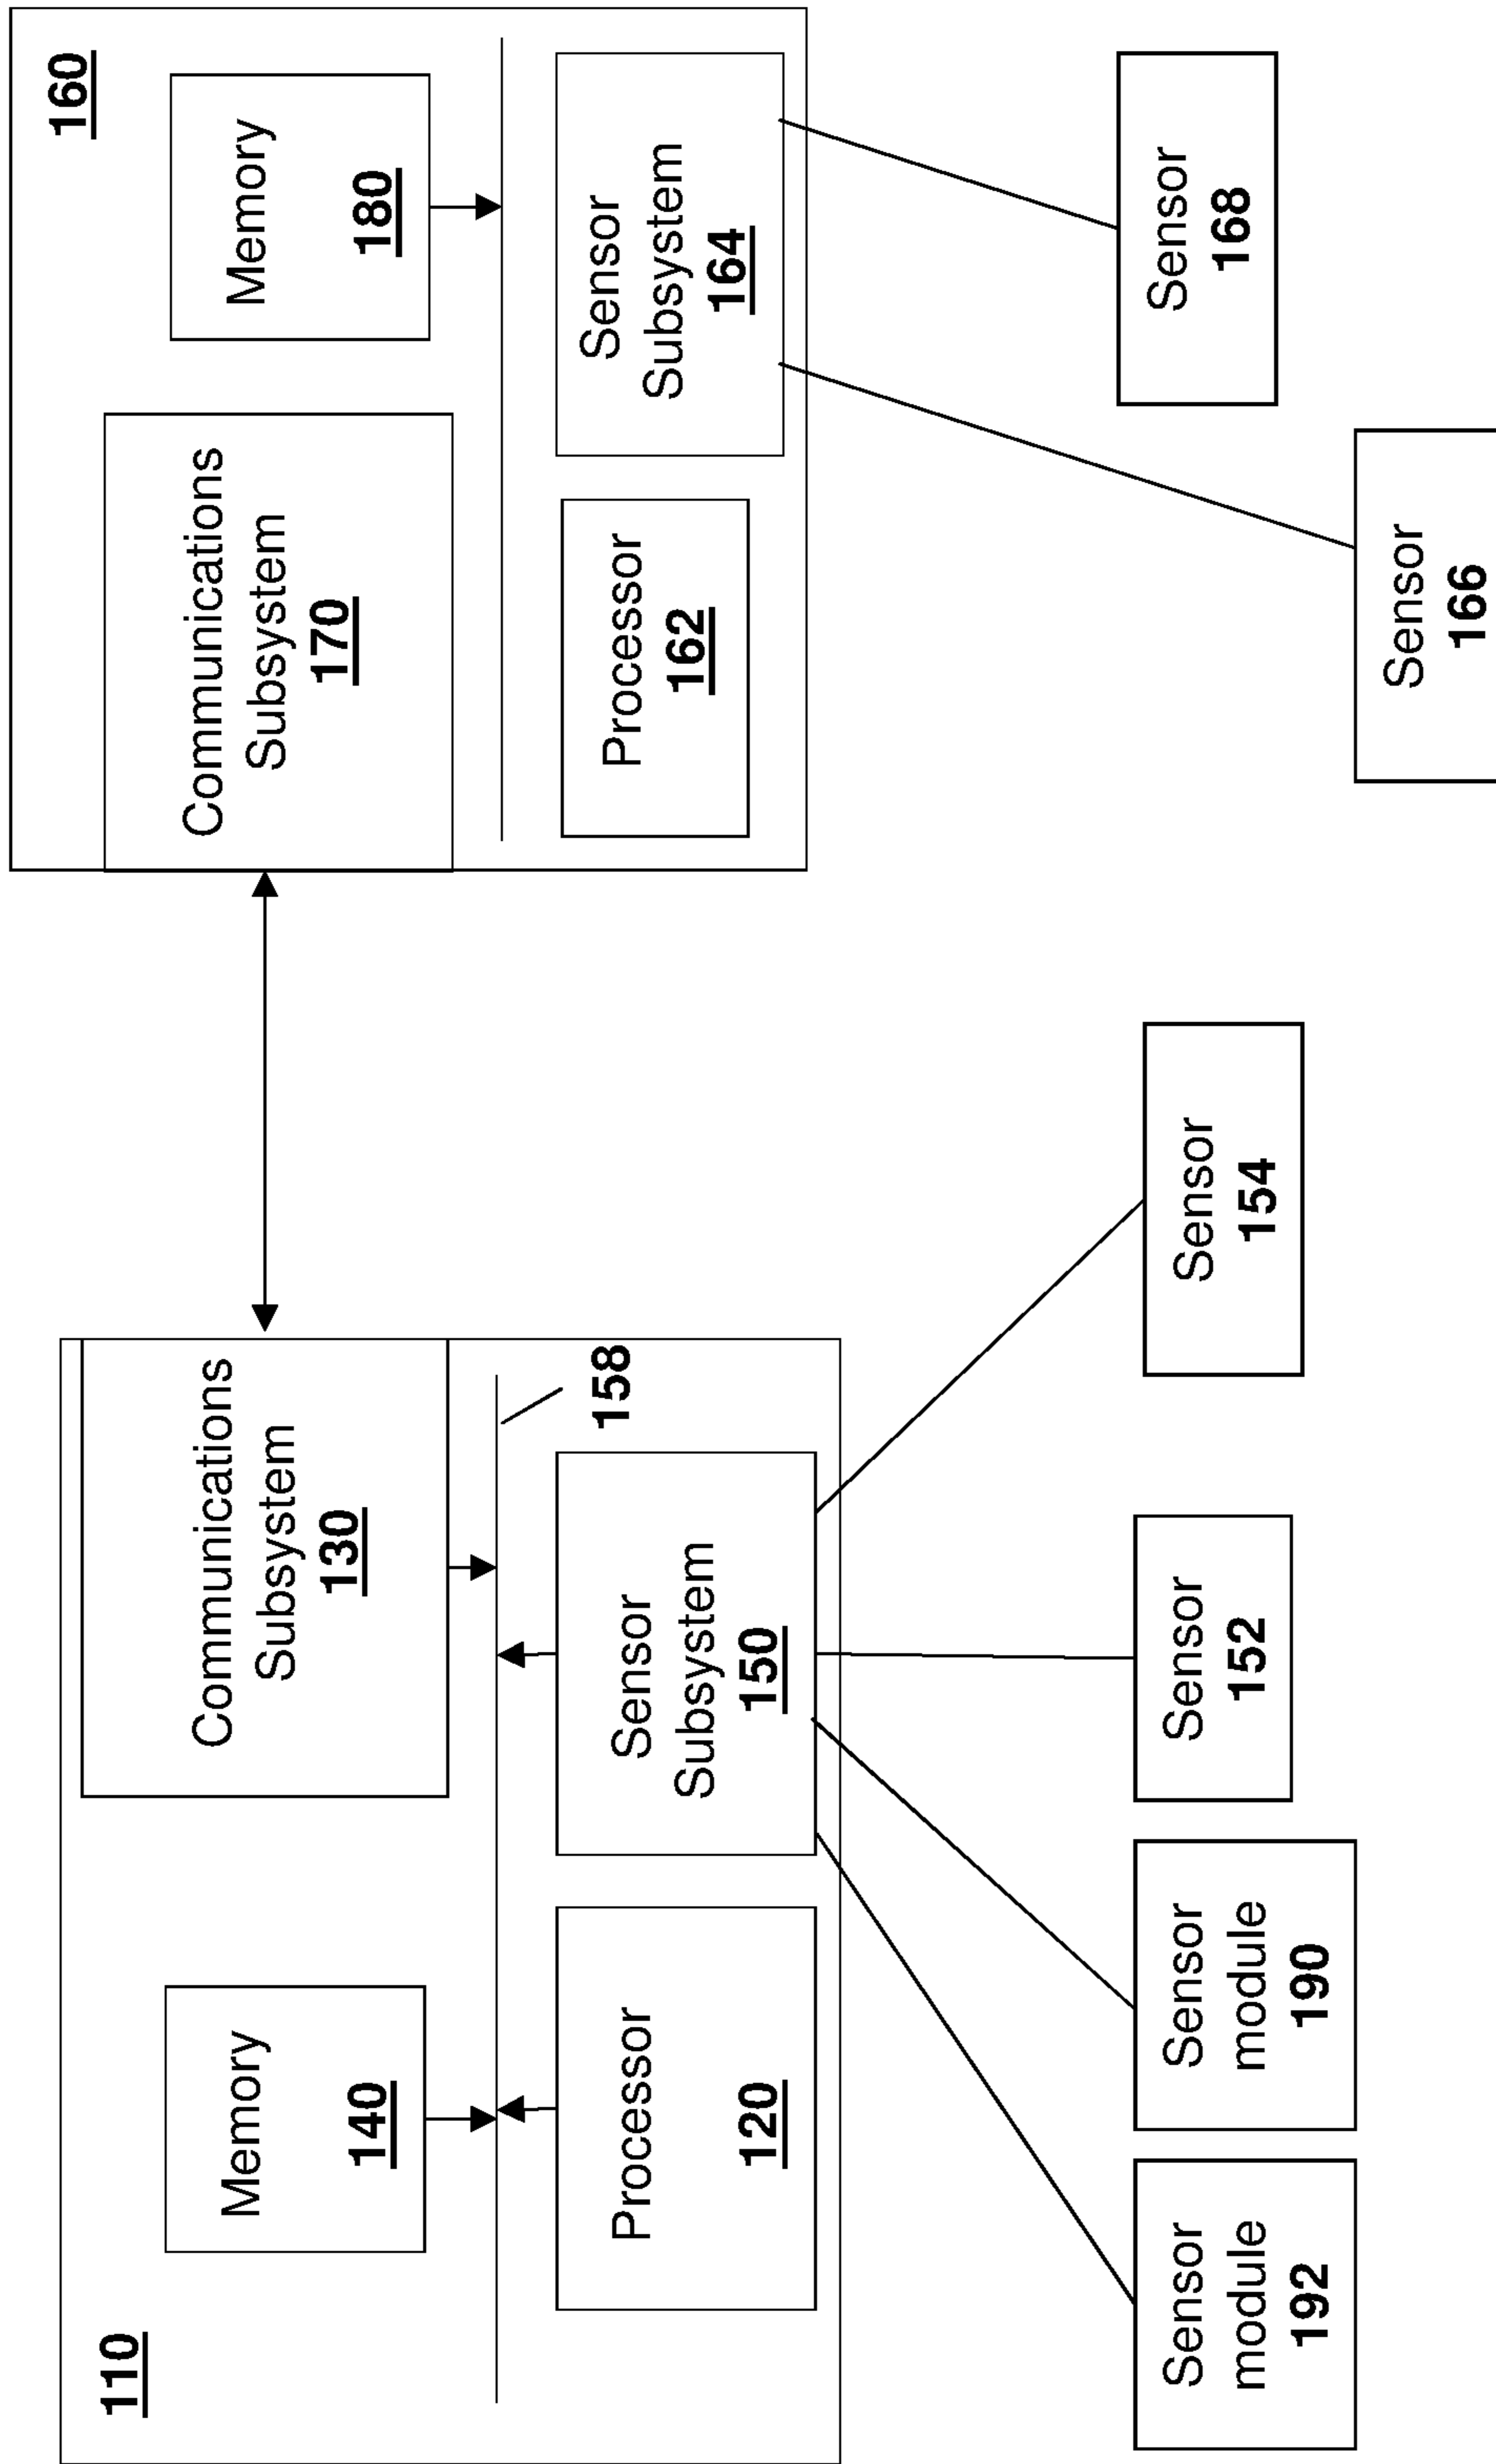 110
Memory
140
Communications
Subsystem
130
158
Processor
120
Sensor
Subsystem
150
Sensor
module
192
Sensor
module
190
Sensor
152
Sensor
154
160
Communications
Subsystem
170
Memory
180
Processor
162
Sensor
Subsystem
164
Sensor
166
Sensor
168